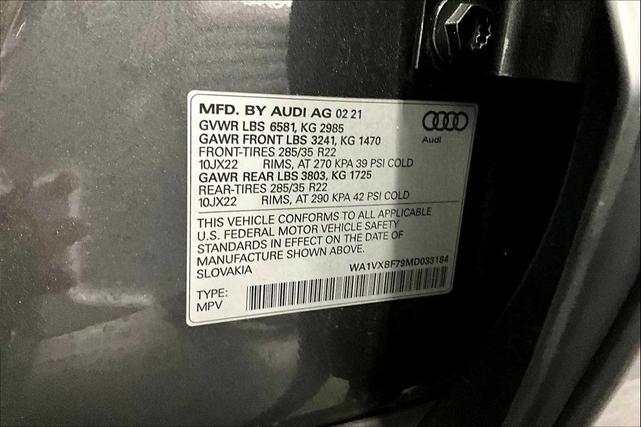 MFD. BY AUDI AG 02 21
GVWR LBS 6581, KG 2985
GAWR FRONT LBS 3241, KG 1470
FRONT-TIRES 285/35 R22
10JX22 RIMS, AT 270 KPA 39 PSI COLD
GAWR REAR LBS 3803, KG 1725
REAR-TIRES 285/35 R22
10JX22 RIMS, AT 290 KPA 42 PSI COLD
Audi
THIS VEHICLE CONFORMS TO ALL APPLICABLE
U.S. FEDERAL MOTOR VEHICLE SAFETY
STANDARDS IN EFFECT ON THE DATE OF
MANUFACTURE SHOWN ABOVE.
SLOVAKIA WA1VXBF79MD033184
TYPE:
MPV